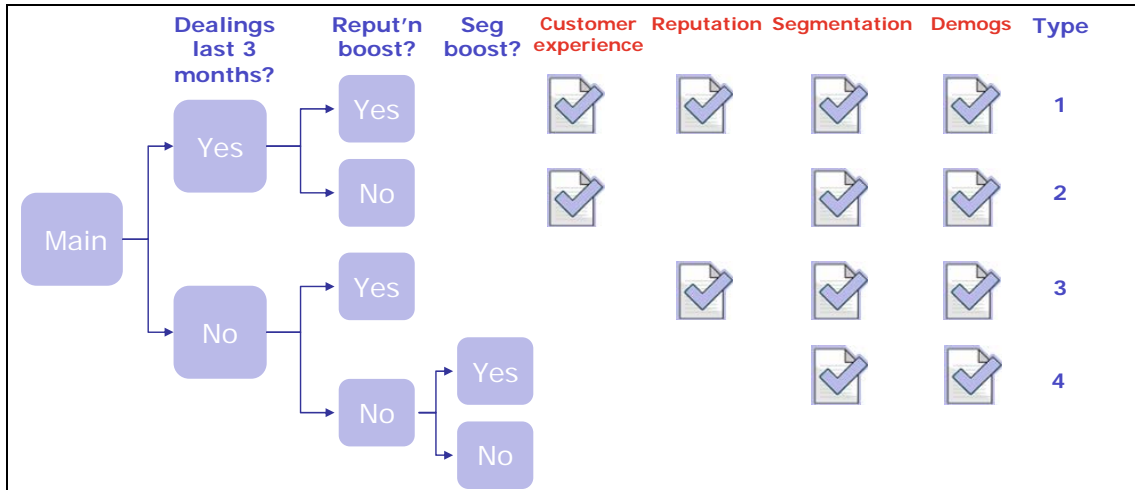 Dealings
last 3
months?
Reput'n
boost?
Seg
boost?
Customer
experience
Reputation
Segmentation
Demogs
Type
Main
Yes
Yes
1
No
2
No
Yes
3
No
Yes
4
No